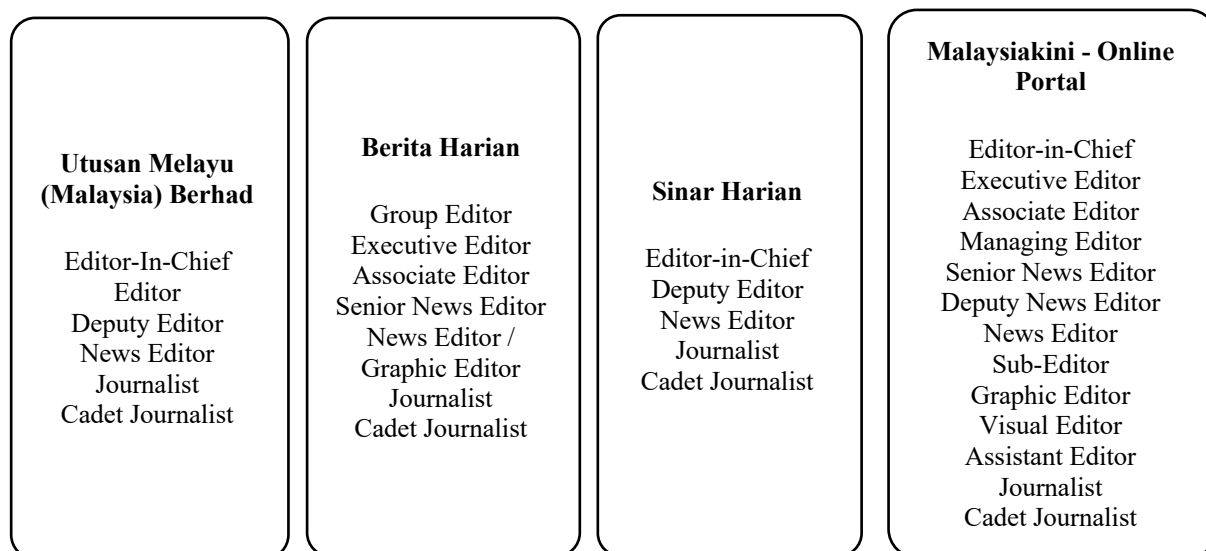 Utusan Melayu
(Malaysia) Berhad
Editor-In-Chief
Editor
Deputy Editor
News Editor
Journalist
Cadet Journalist
Berita Harian
Group Editor
Executive Editor
Associate Editor
Senior News Editor
News Editor /
Graphic Editor
Journalist
Cadet Journalist
Sinar Harian
Editor-in-Chief
Deputy Editor
News Editor
Journalist
Cadet Journalist
Malaysiakini - Online
Portal
Editor-in-Chief
Executive Editor
Associate Editor
Managing Editor
Senior News Editor
Deputy News Editor
News Editor
Sub-Editor
Graphic Editor
Visual Editor
Assistant Editor
Journalist
Cadet Journalist